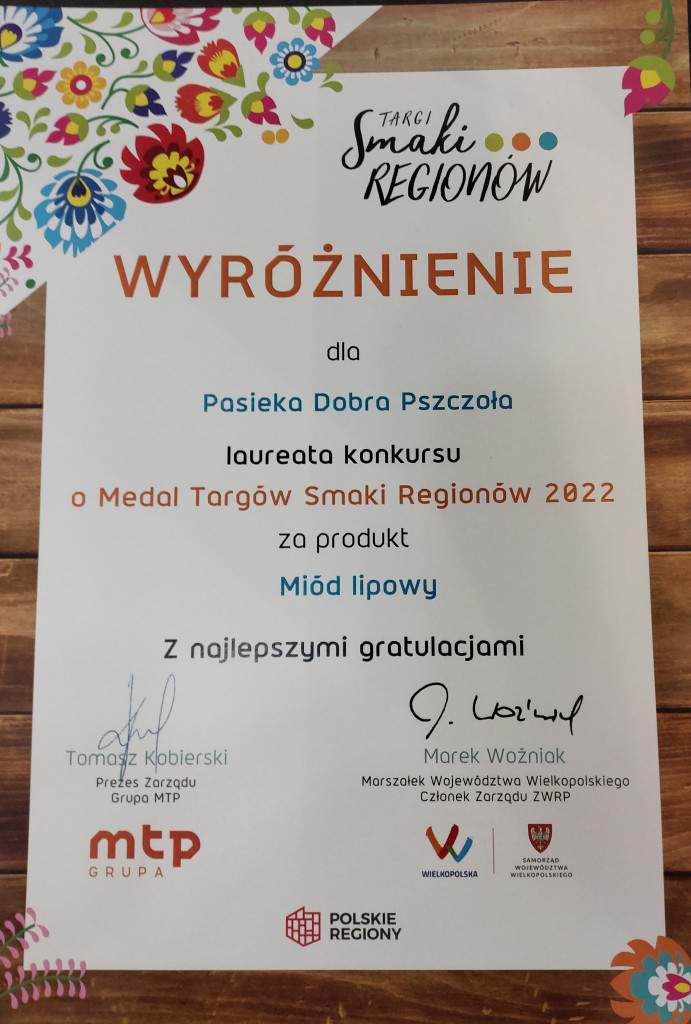 TARGI
Smaki
REGIONÓW
WYRÓŻNIENIE
dla
Pasieka Dobra Pszczoła
laureata konkursu
o Medal Targów Smaki Regionów 2022
za produkt
Miód lipowy
Z najlepszymi gratulacjami
Tomasz Kobierski
Prezes Zarządu
Grupa MTP
J. Woźniak
Marek Woźniak
Marszałek Województwa Wielkopolskiego
Członek Zarządu ZWRP
mtp
GRUPA
WIELKOPOLSKA
SAMORZĄD
WOJEWÓDZTWA
WIELKOPOLSKIEGO
POLSKIE
REGIONY